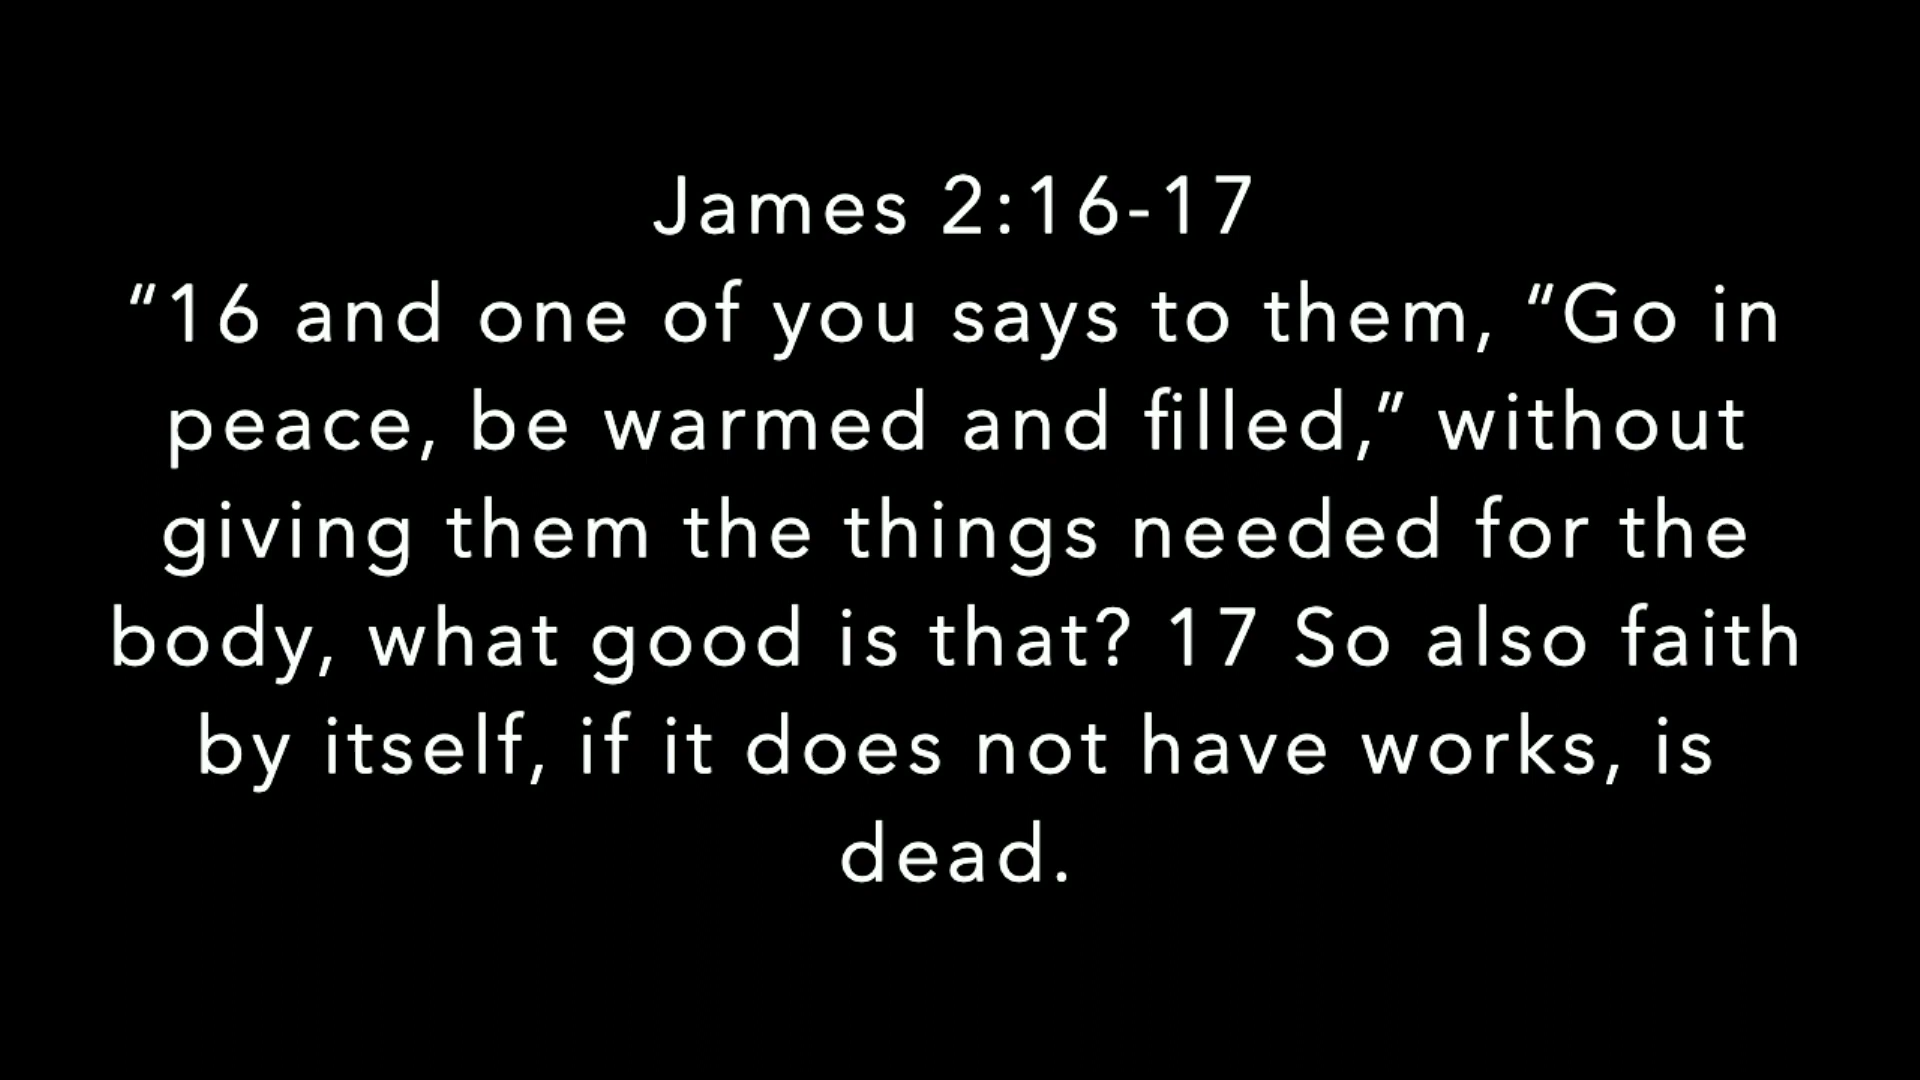 James 2:16-17
“16 and one of you says to them, “Go in
peace, be warmed and filled,” without
giving them the things needed for the
body, what good is that? 17 So also faith
by itself, if it does not have works, is
dead.